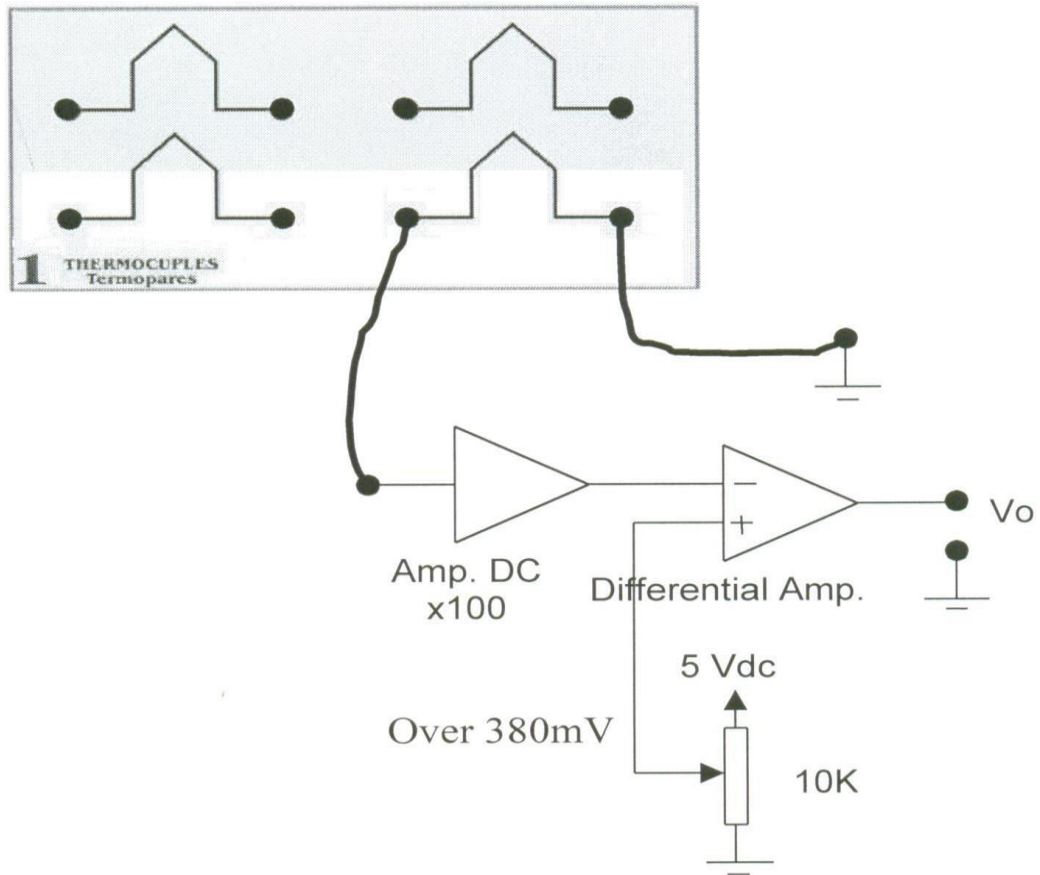 1 THERMOCUPLES
Termopares
Amp. DC
x100
−
+
Differential Amp.
Vo
5 Vdc
Over 380mV
10K